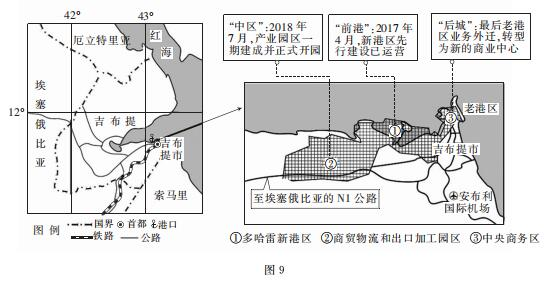 42°
43°
厄立特里亚
红
海
埃
塞
俄
比
亚
12°
吉布提
吉布
提市
索马里
图例
国界
首都
港口
铁路
公路
“中区”:2018年
7月,产业园区一
期建成并正式开园
“前港”:2017年
4月,新港区先
行建设已运营
“后城”:最后老港
区业务外迁,转型
为新的商业中心
老港区
①
②
③
吉布
提市
安布利
国际机场
至埃塞俄比亚的N1公路
①多哈雷新港区 ②商贸物流和出口加工园区 ③中央商务区
图9